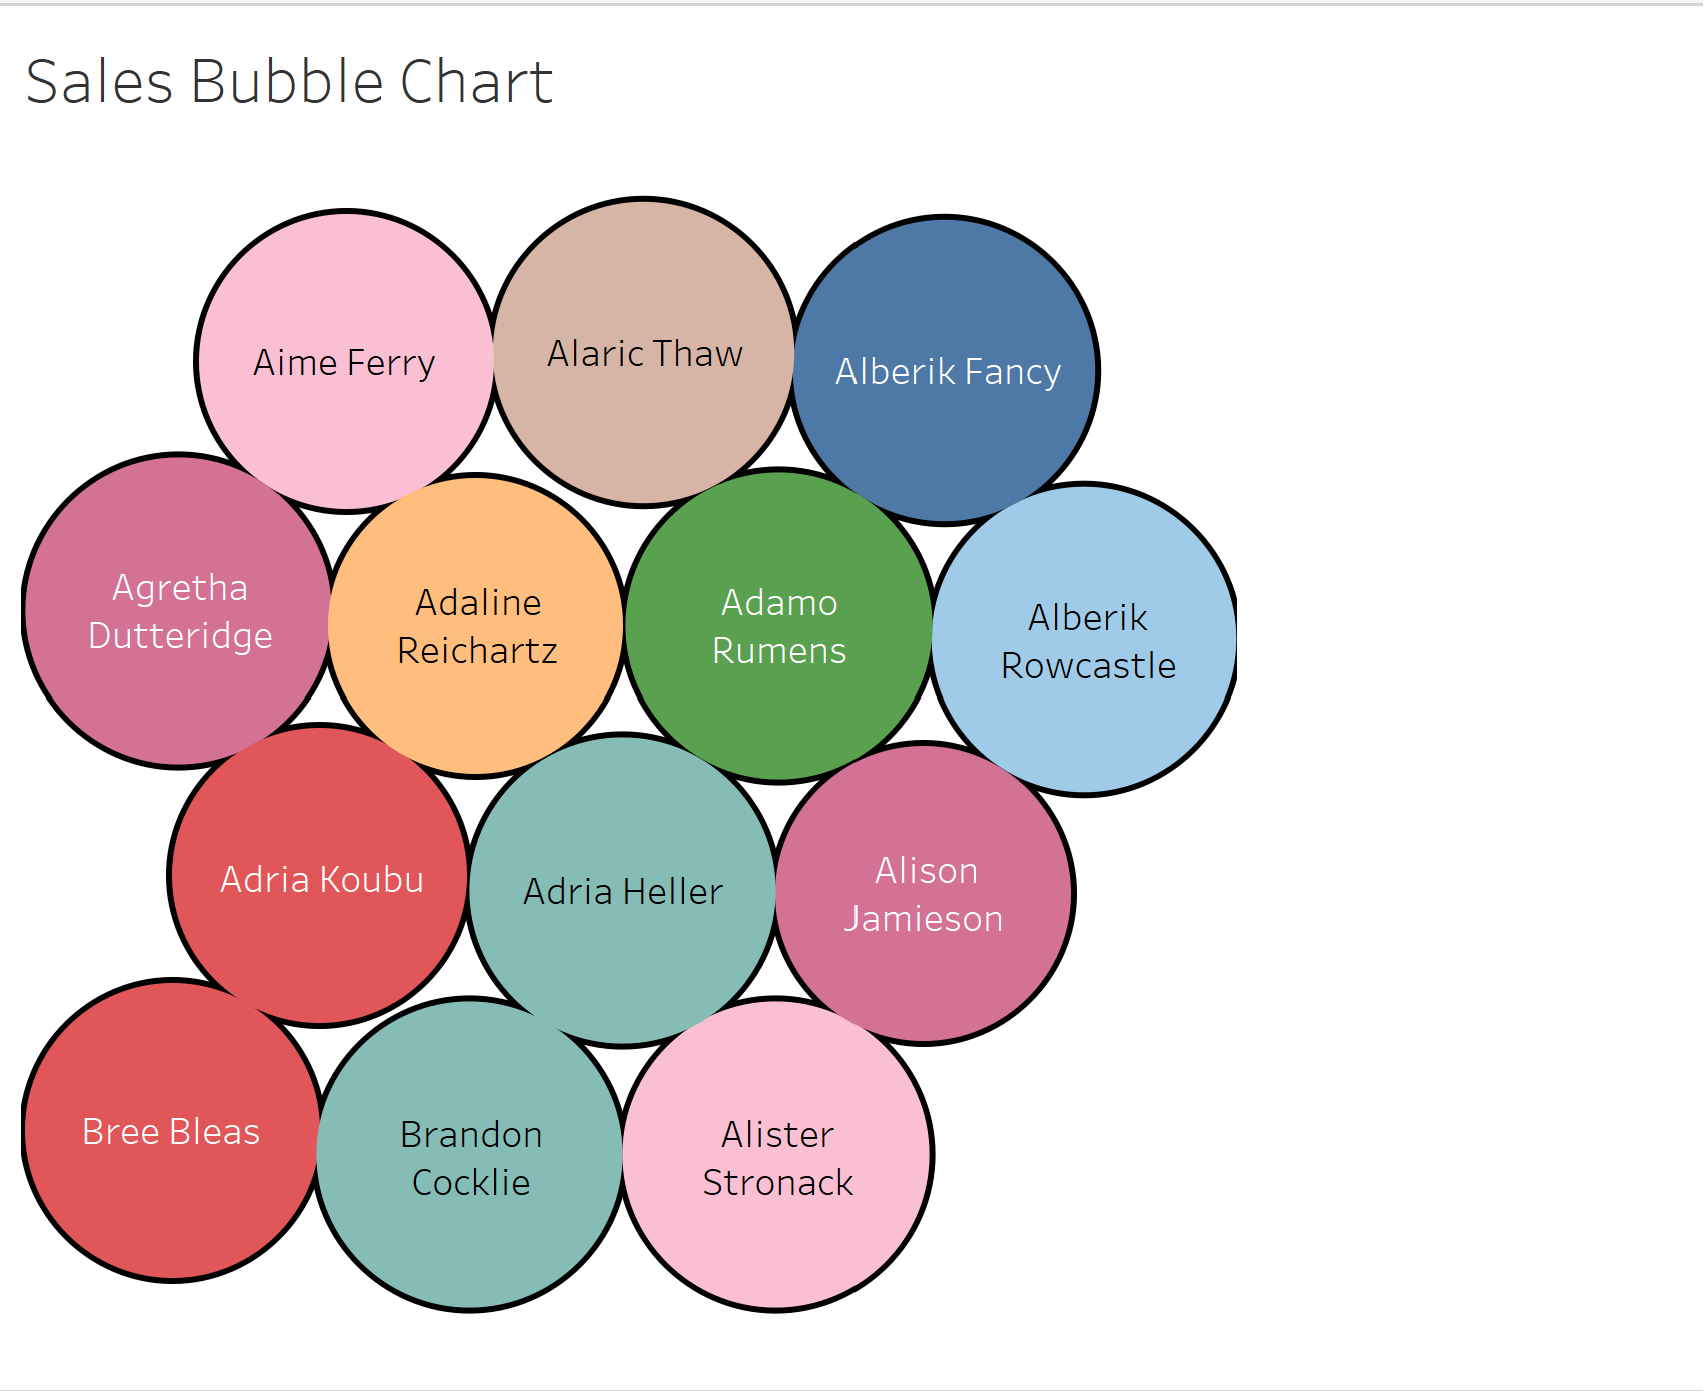 Sales Bubble Chart
Aime Ferry
Alaric Thaw
Alberik Fancy
Agretha
Dutteridge
Adaline
Reichartz
Adamo
Rumens
Alberik
Rowcastle
Adria Koubu
Adria Heller
Alison
Jamieson
Bree Bleas
Brandon
Cocklie
Alister
Stronack